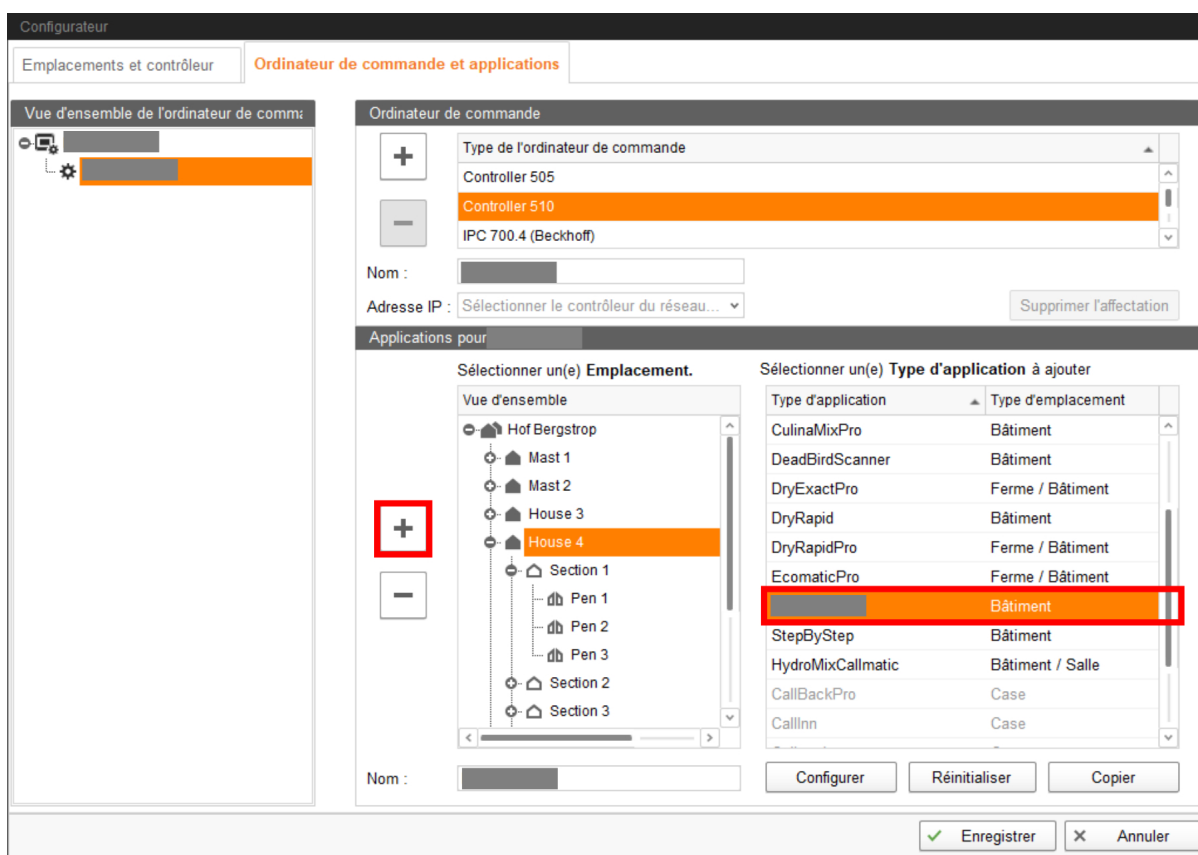 Configurateur
Emplacements et contrôleur
Ordinateur de commande et applications
Vue d'ensemble de l'ordinateur de comma
Ordinateur de commande
Type de l'ordinateur de commande
Controller 505
Controller 510
IPC 700.4 (Beckhoff)
Nom :
Adresse IP : Sélectionner le contrôleur du réseau... Supprimer l'affectation
Applications pour
Sélectionner un(e) Emplacement.
Vue d'ensemble
Hof Bergstrop
Mast 1
Mast 2
House 3
House 4
Section 1
Pen 1
Pen 2
Pen 3
Section 2
Section 3
Nom :
Sélectionner un(e) Type d'application à ajouter
Type d'application Type d'emplacement
CulinaMixPro Bâtiment
DeadBirdScanner Bâtiment
DryExactPro Ferme / Bâtiment
DryRapid Bâtiment
DryRapidPro Ferme / Bâtiment
EcomaticPro Ferme / Bâtiment
Bâtiment
StepByStep Bâtiment
HydroMixCallmatic Bâtiment / Salle
CallBackPro Case
CallInn Case
Configurer Réinitialiser Copier
Enregistrer Annuler